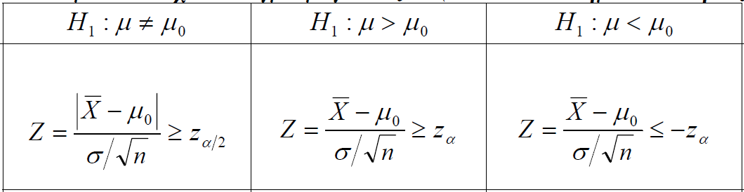 H₁ : μ ≠ μ₀ H₁ : μ > μ₀ H₁ : μ < μ₀
Z = |X̄ − μ₀| / (σ/√n) ≥ z_{α/2} Z = (X̄ − μ₀) / (σ/√n) ≥ z_α Z = (X̄ − μ₀) / (σ/√n) ≤ −z_α